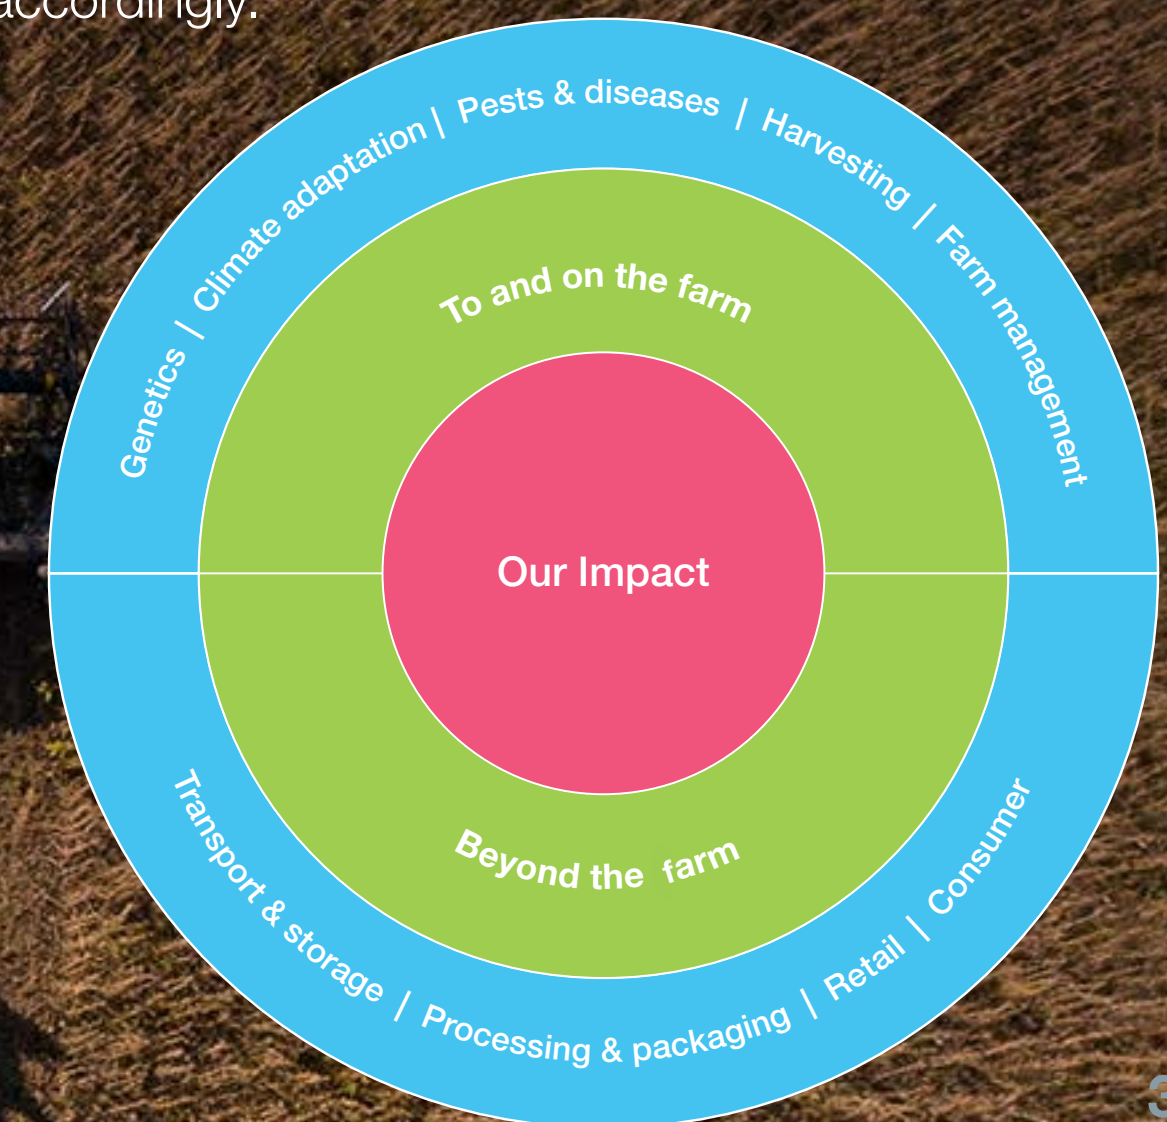 accordingly.
Genetics | Climate adaptation | Pests & diseases | Harvesting | Farm management
To and on the farm
Our Impact
Beyond the farm
Transport & storage | Processing & packaging | Retail | Consumer
3